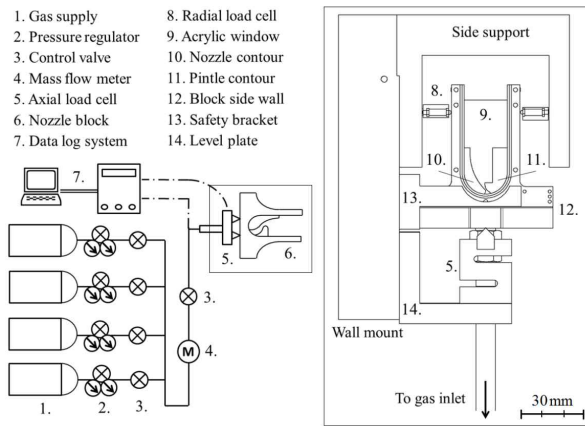 1. Gas supply
2. Pressure regulator
3. Control valve
4. Mass flow meter
5. Axial load cell
6. Nozzle block
7. Data log system
8. Radial load cell
9. Acrylic window
10. Nozzle contour
11. Pintle contour
12. Block side wall
13. Safety bracket
14. Level plate
7.
5.
6.
3.
M
4.
1.
2.
3.
Side support
8.
9.
10.
11.
13.
12.
5.
14.
Wall mount
To gas inlet
30mm